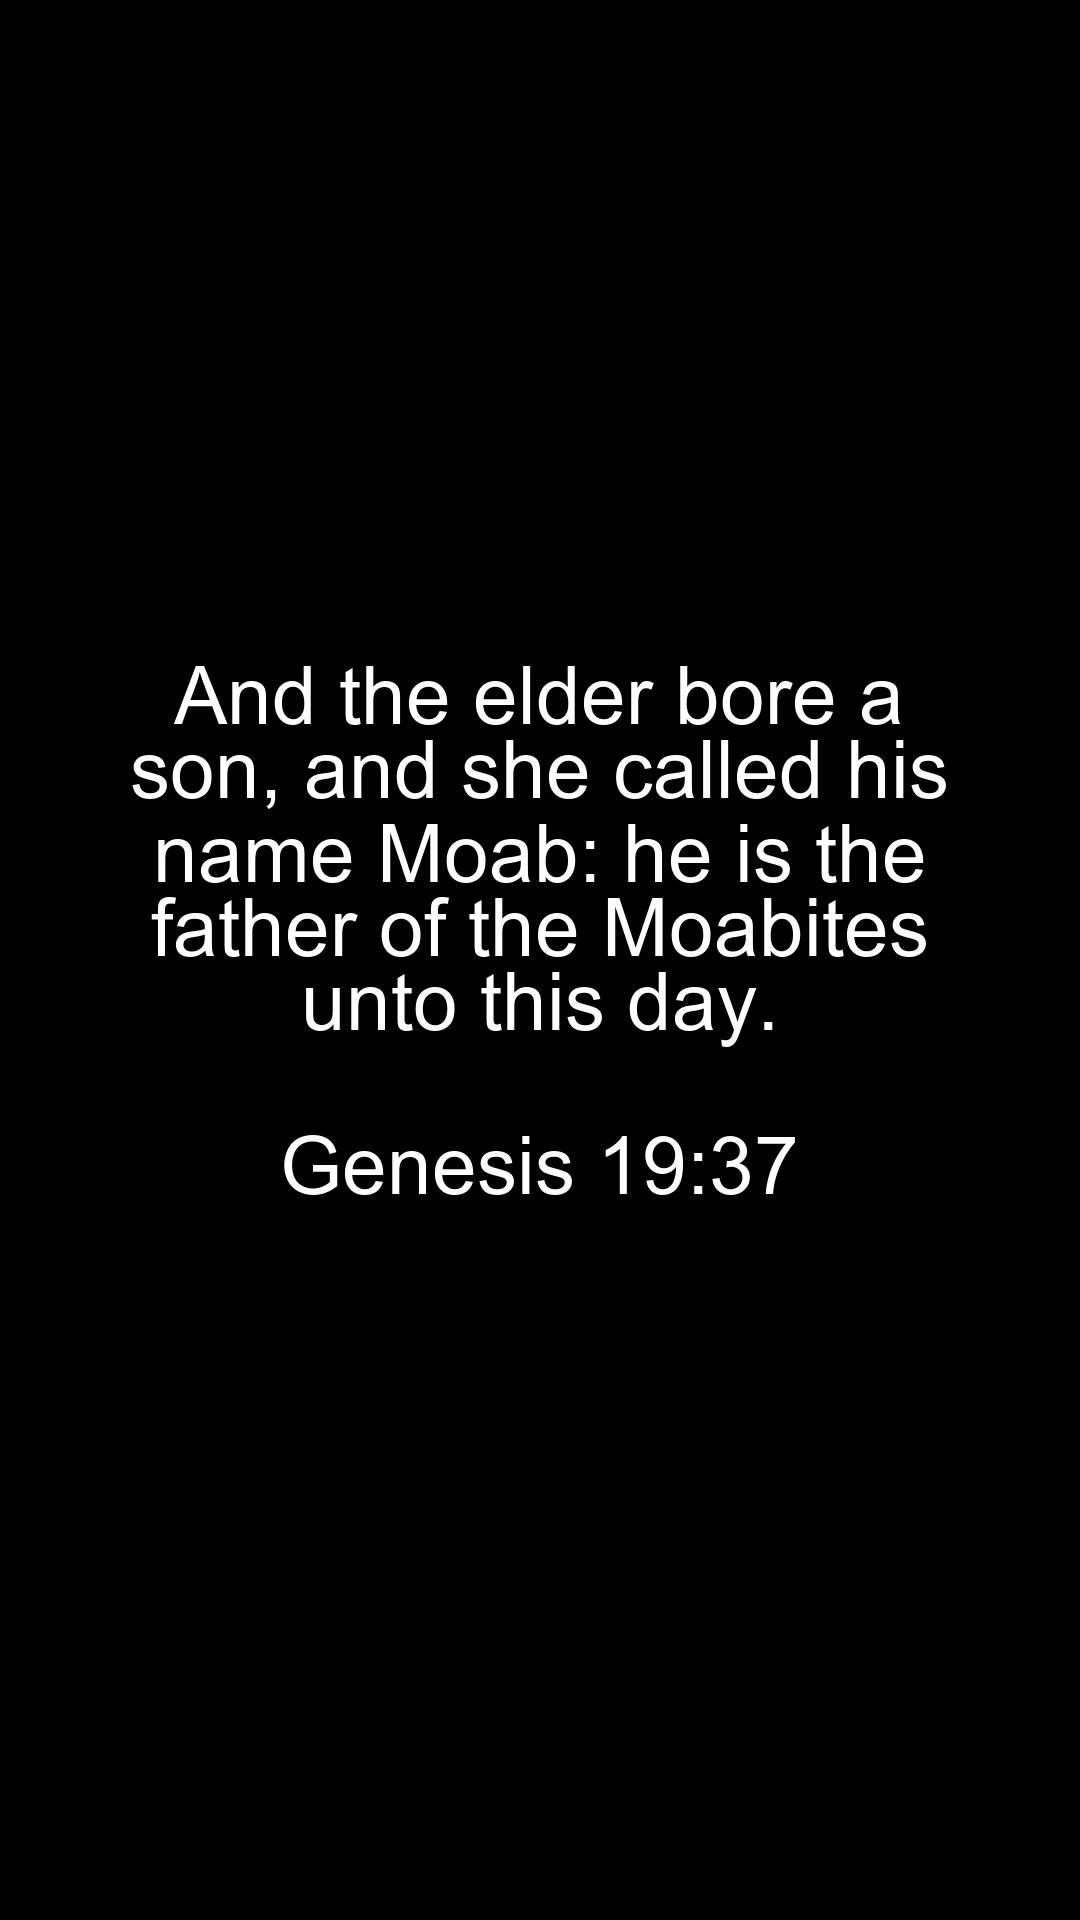 And the elder bore a
son, and she called his
name Moab: he is the
father of the Moabites
unto this day.
Genesis 19:37